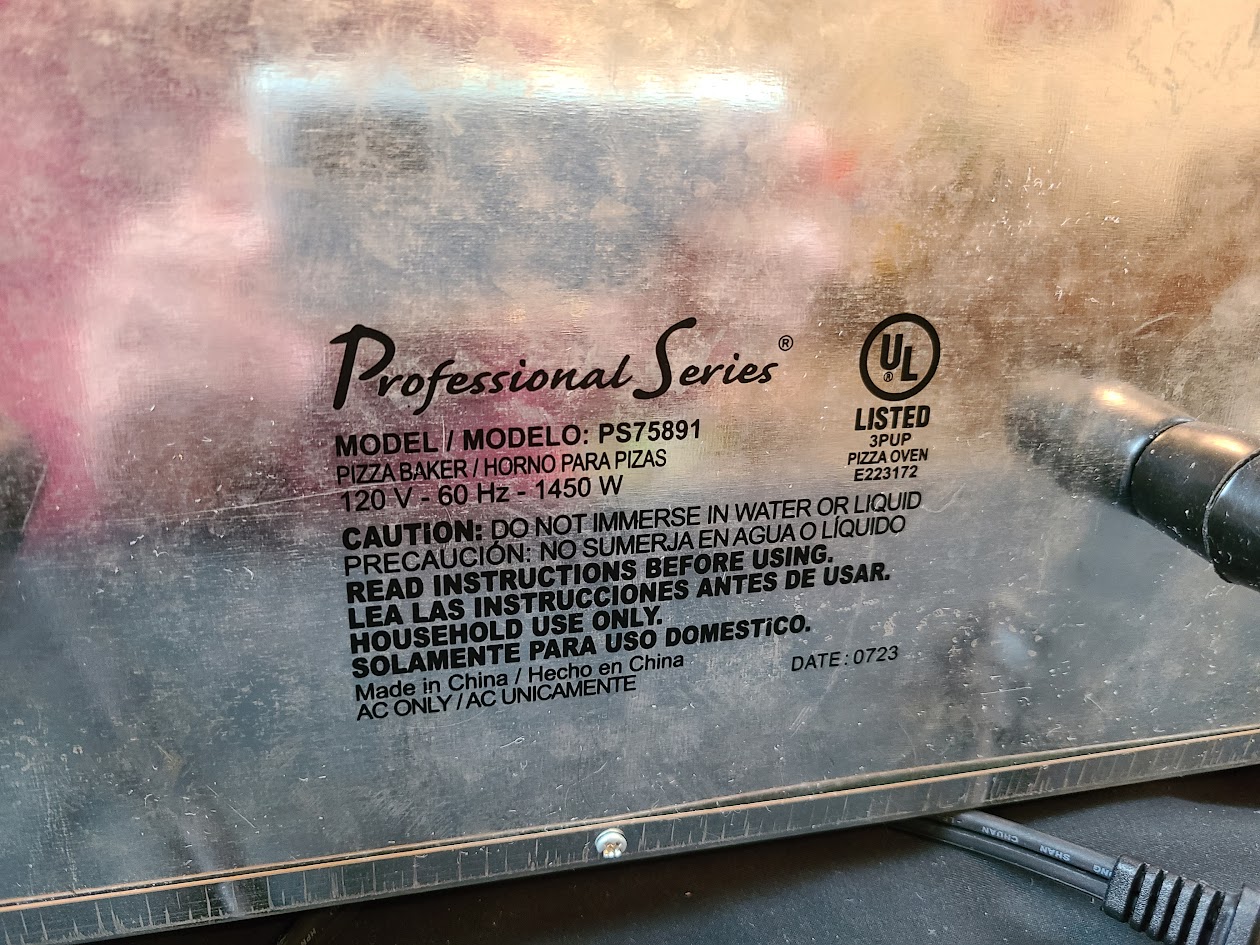 Professional Series®
MODEL / MODELO: PS75891
PIZZA BAKER / HORNO PARA PIZAS
120 V - 60 Hz - 1450 W
UL®
LISTED
3PUP
PIZZA OVEN
E223172
CAUTION: DO NOT IMMERSE IN WATER OR LIQUID
PRECAUCIÓN: NO SUMERJA EN AGUA O LÍQUIDO
READ INSTRUCTIONS BEFORE USING.
LEA LAS INSTRUCCIONES ANTES DE USAR.
HOUSEHOLD USE ONLY.
SOLAMENTE PARA USO DOMESTiCO.
Made in China / Hecho en China
AC ONLY / AC UNICAMENTE
DATE: 0723
SHAN CHUAN